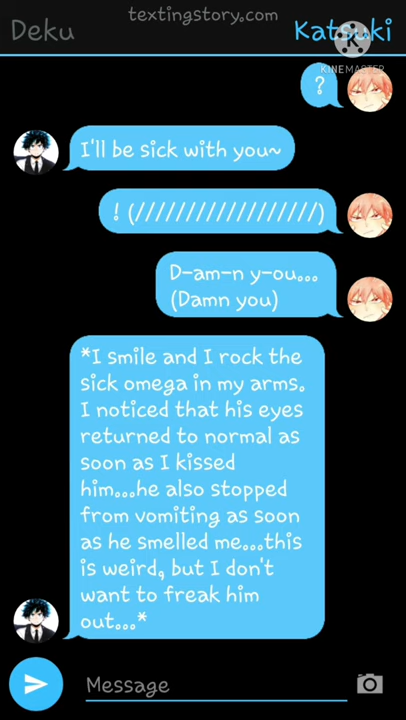 textingstory.com
Deku
Katsuki
KINEMASTER
?
I'll be sick with you~
! (//////////////////)
D-am-n y-ou...
(Damn you)
*I smile and I rock the
sick omega in my arms.
I noticed that his eyes
returned to normal as
soon as I kissed
him...he also stopped
from vomiting as soon
as he smelled me...this
is weird, but I don't
want to freak him
out...*
Message